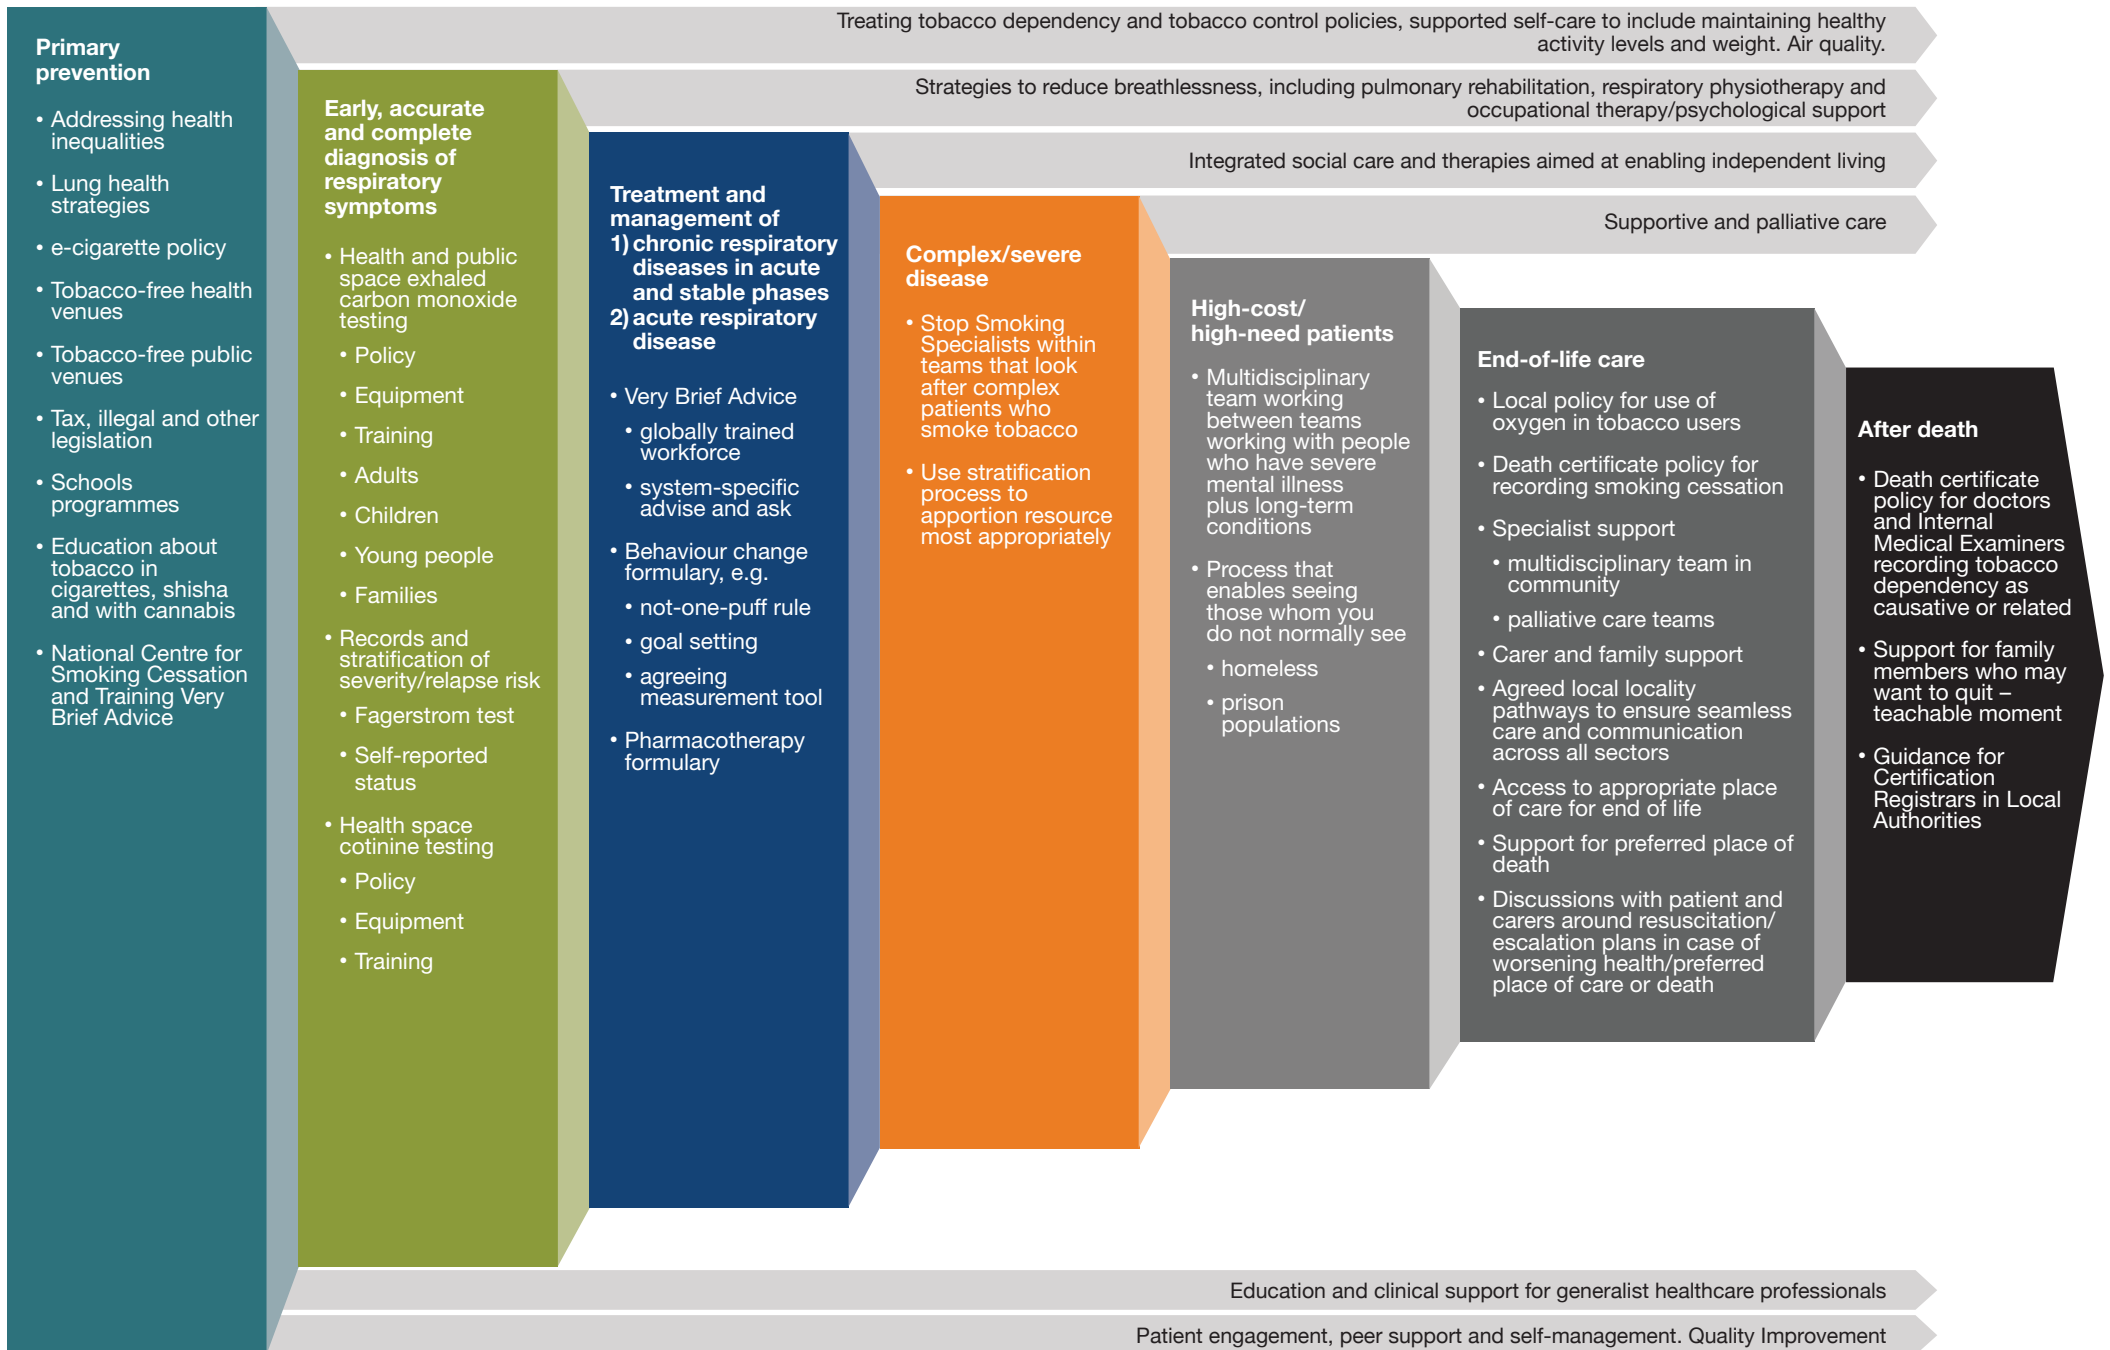 Treating tobacco dependency and tobacco control policies, supported self-care to include maintaining healthy
activity levels and weight. Air quality.
Strategies to reduce breathlessness, including pulmonary rehabilitation, respiratory physiotherapy and
occupational therapy/psychological support
Integrated social care and therapies aimed at enabling independent living
Supportive and palliative care
Primary
prevention
• Addressing health
inequalities
• Lung health
strategies
• e-cigarette policy
• Tobacco-free health
venues
• Tobacco-free public
venues
• Tax, illegal and other
legislation
• Schools
programmes
• Education about
tobacco in
cigarettes, shisha
and with cannabis
• National Centre for
Smoking Cessation
and Training Very
Brief Advice
Early, accurate
and complete
diagnosis of
respiratory
symptoms
• Health and public
space exhaled
carbon monoxide
testing
• Policy
• Equipment
• Training
• Adults
• Children
• Young people
• Families
• Records and
stratification of
severity/relapse risk
• Fagerstrom test
• Self-reported
status
• Health space
cotinine testing
• Policy
• Equipment
• Training
Treatment and
management of
1) chronic respiratory
diseases in acute
and stable phases
2) acute respiratory
disease
• Very Brief Advice
• globally trained
workforce
• system-specific
advise and ask
• Behaviour change
formulary, e.g.
• not-one-puff rule
• goal setting
• agreeing
measurement tool
• Pharmacotherapy
formulary
Complex/severe
disease
• Stop Smoking
Specialists within
teams that look
after complex
patients who
smoke tobacco
• Use stratification
process to
apportion resource
most appropriately
High-cost/
high-need patients
• Multidisciplinary
team working
between teams
working with people
who have severe
mental illness
plus long-term
conditions
• Process that
enables seeing
those whom you
do not normally see
• homeless
• prison
populations
End-of-life care
• Local policy for use of
oxygen in tobacco users
• Death certificate policy for
recording smoking cessation
• Specialist support
• multidisciplinary team in
community
• palliative care teams
• Carer and family support
• Agreed local locality
pathways to ensure seamless
care and communication
across all sectors
• Access to appropriate place
of care for end of life
• Support for preferred place of
death
• Discussions with patient and
carers around resuscitation/
escalation plans in case of
worsening health/preferred
place of care or death
After death
• Death certificate
policy for doctors
and Internal
Medical Examiners
recording tobacco
dependency as
causative or related
• Support for family
members who may
want to quit –
teachable moment
• Guidance for
Certification
Registrars in Local
Authorities
Education and clinical support for generalist healthcare professionals
Patient engagement, peer support and self-management. Quality Improvement